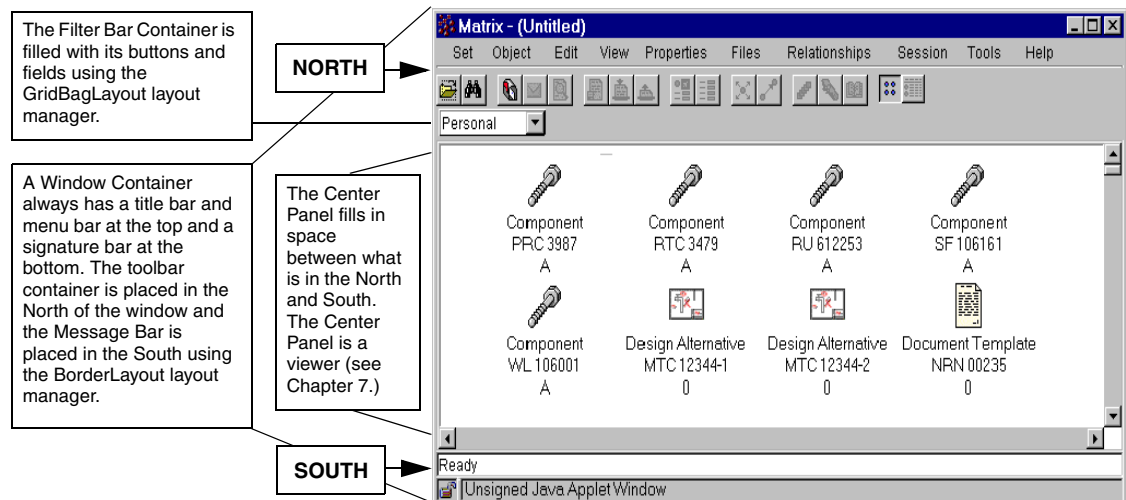 The Filter Bar Container is
filled with its buttons and
fields using the
GridBagLayout layout
manager.
NORTH
A Window Container
always has a title bar and
menu bar at the top and a
signature bar at the
bottom. The toolbar
container is placed in the
North of the window and
the Message Bar is
placed in the South using
the BorderLayout layout
manager.
The Center
Panel fills in
space
between what
is in the North
and South.
The Center
Panel is a
viewer (see
Chapter 7.)
SOUTH
Matrix - (Untitled)
Set Object Edit View Properties Files Relationships Session Tools Help
Personal
Component Component Component Component
PRC 3987 RTC 3479 RU 612253 SF 106161
A A A A
Component Design Alternative Design Alternative Document Template
WL 106001 MTC 12344-1 MTC 12344-2 NRN 00235
A 0 0 0
Ready
Unsigned Java Applet Window